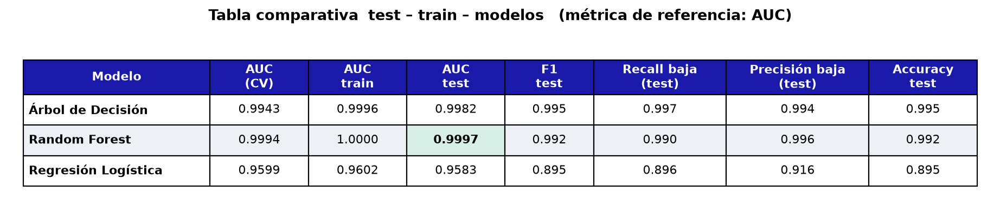 Tabla comparativa  test – train – modelos   (métrica de referencia: AUC)
Modelo AUC (CV) AUC train AUC test F1 test Recall baja (test) Precisión baja (test) Accuracy test
Árbol de Decisión 0.9943 0.9996 0.9982 0.995 0.997 0.994 0.995
Random Forest 0.9994 1.0000 0.9997 0.992 0.990 0.996 0.992
Regresión Logística 0.9599 0.9602 0.9583 0.895 0.896 0.916 0.895